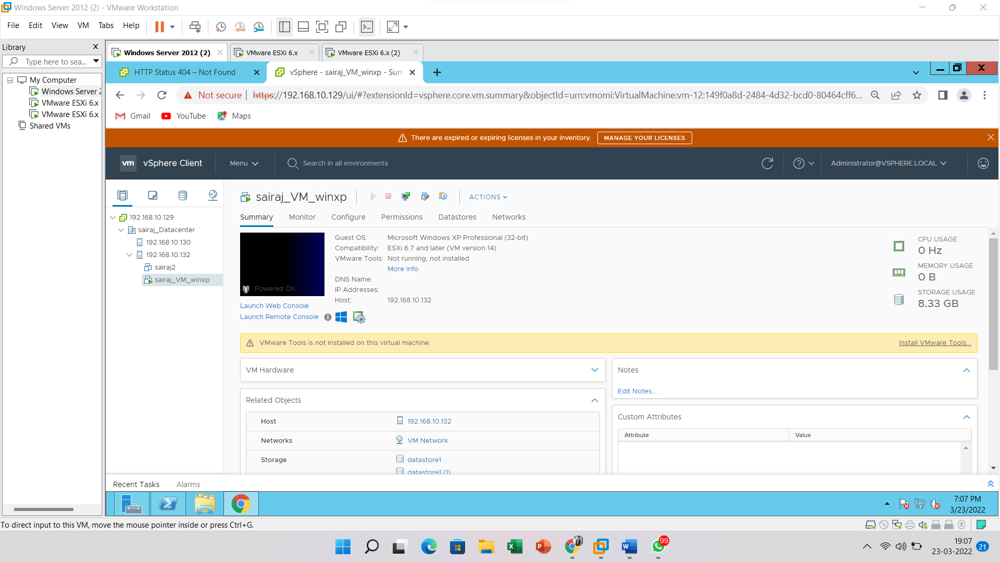 Windows Server 2012 (2) - VMware Workstation
File Edit View VM Tabs Help
Library
Type here to sea...
My Computer
Windows Server 2
VMware ESXi 6.x
VMware ESXi 6.x
Shared VMs
Windows Server 2012 (2) VMware ESXi 6.x VMware ESXi 6.x (2)
HTTP Status 404 – Not Found vSphere - sairaj_VM_winxp - Sum
Not secure https://192.168.10.129/ui/#?extensionId=vsphere.core.vm.summary&objectId=urn:vmomi:VirtualMachine:vm-12:149f0a8d-2484-4d32-bcd0-80464cff6...
Gmail YouTube Maps
There are expired or expiring licenses in your inventory. MANAGE YOUR LICENSES
vm vSphere Client Menu Search in all environments Administrator@VSPHERE.LOCAL
192.168.10.129
sairaj_Datacenter
192.168.10.130
192.168.10.132
sairaj2
sairaj_VM_winxp
sairaj_VM_winxp ACTIONS
Summary Monitor Configure Permissions Datastores Networks
Powered On
Launch Web Console
Launch Remote Console
Guest OS: Microsoft Windows XP Professional (32-bit)
Compatibility: ESXi 6.7 and later (VM version 14)
VMware Tools: Not running, not installed
More info
DNS Name:
IP Addresses:
Host: 192.168.10.132
CPU USAGE
0 Hz
MEMORY USAGE
0 B
STORAGE USAGE
8.33 GB
VMware Tools is not installed on this virtual machine. Install VMware Tools...
VM Hardware
Related Objects
Host 192.168.10.132
Networks VM Network
Storage datastore1
datastore1 (1)
Notes
Edit Notes...
Custom Attributes
Attribute Value
Recent Tasks Alarms
7:07 PM
3/23/2022
To direct input to this VM, move the mouse pointer inside or press Ctrl+G.
99
19:07
23-03-2022 21